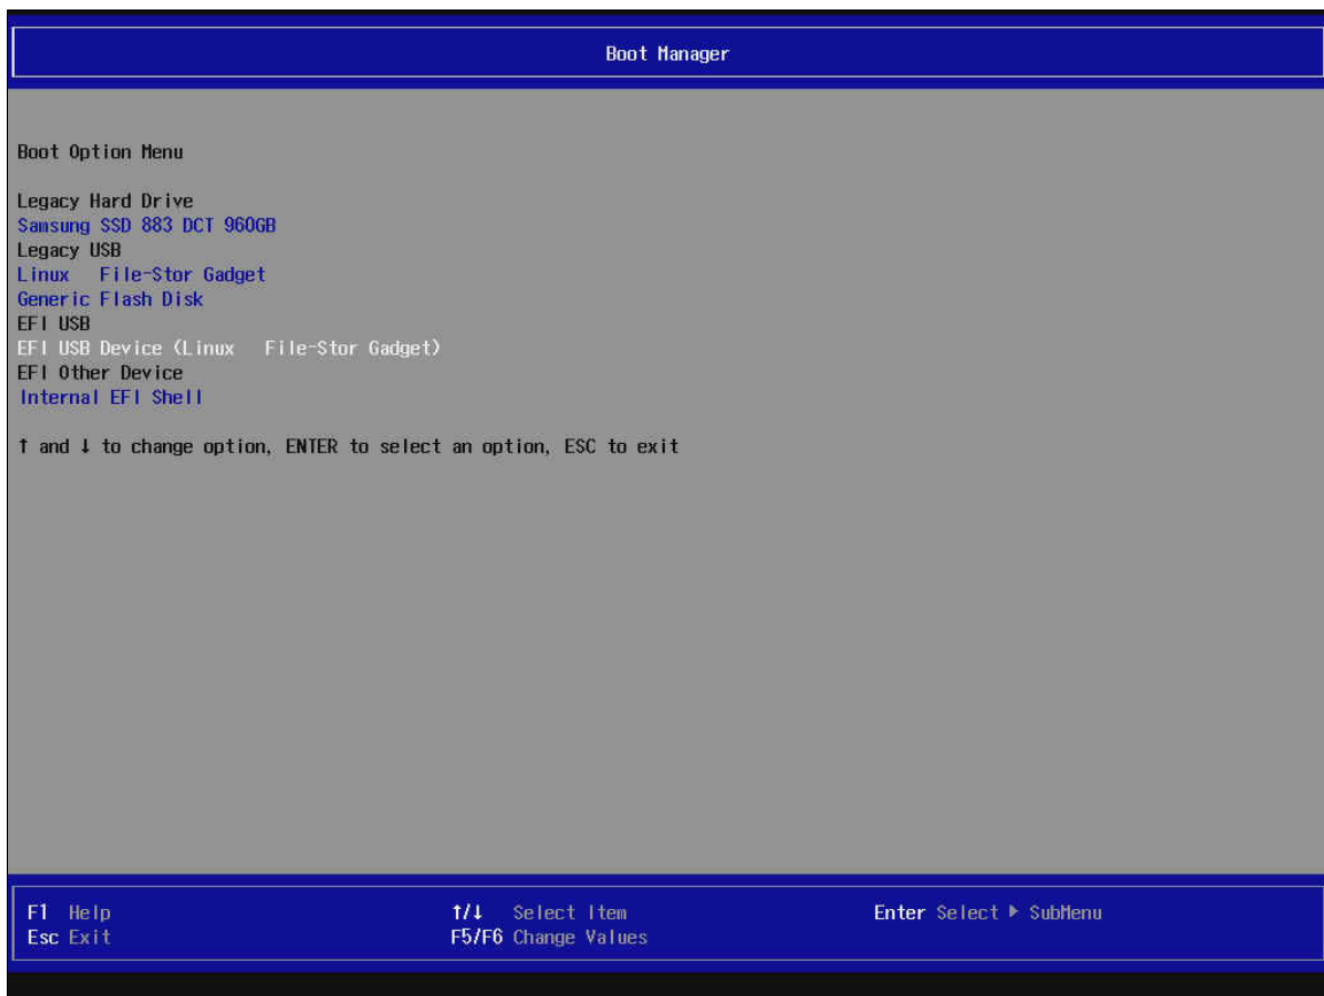 Boot Manager
Boot Option Menu
Legacy Hard Drive
Samsung SSD 883 DCT 960GB
Legacy USB
Linux   File-Stor Gadget
Generic Flash Disk
EFI USB
EFI USB Device (Linux   File-Stor Gadget)
EFI Other Device
Internal EFI Shell
↑ and ↓ to change option, ENTER to select an option, ESC to exit
F1 Help ↑/↓ Select Item Enter Select ▶ SubMenu
Esc Exit F5/F6 Change Values